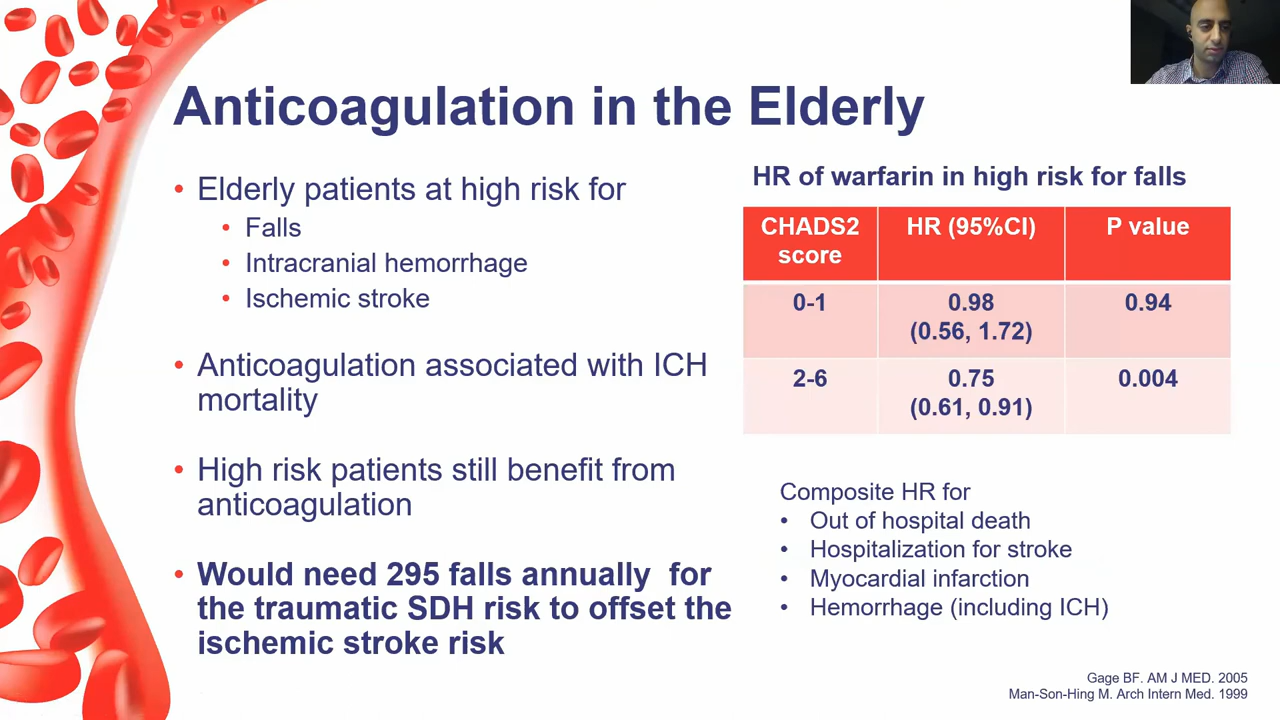 Anticoagulation in the Elderly
• Elderly patients at high risk for
• Falls
• Intracranial hemorrhage
• Ischemic stroke
• Anticoagulation associated with ICH
mortality
• High risk patients still benefit from
anticoagulation
• Would need 295 falls annually for
the traumatic SDH risk to offset the
ischemic stroke risk
HR of warfarin in high risk for falls
CHADS2 score HR (95%CI) P value
0-1 0.98 (0.56, 1.72) 0.94
2-6 0.75 (0.61, 0.91) 0.004
Composite HR for
• Out of hospital death
• Hospitalization for stroke
• Myocardial infarction
• Hemorrhage (including ICH)
Gage BF. AM J MED. 2005
Man-Son-Hing M. Arch Intern Med. 1999